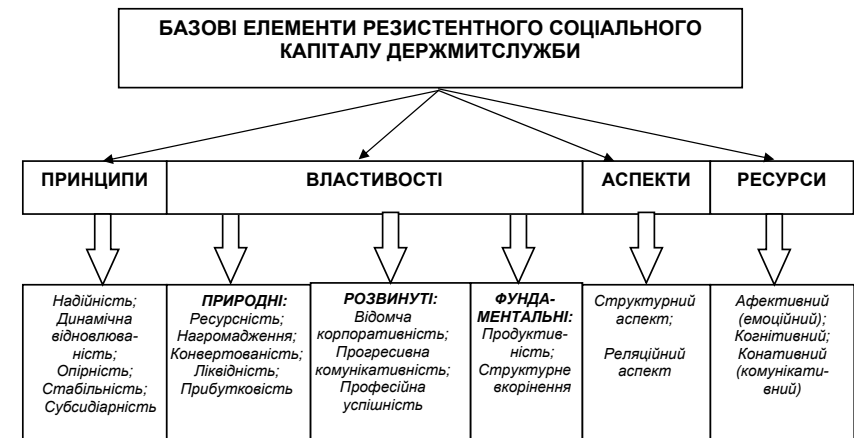 БАЗОВІ ЕЛЕМЕНТИ РЕЗИСТЕНТНОГО СОЦІАЛЬНОГО
КАПІТАЛУ ДЕРЖМИТСЛУЖБИ
ПРИНЦИПИ
ВЛАСТИВОСТІ
АСПЕКТИ
РЕСУРСИ
Надійність;
Динамічна
відновлюва-
ність;
Опірність;
Стабільність;
Субсидіарність
ПРИРОДНІ:
Ресурсність;
Нагромадження;
Конвертованість;
Ліквідність;
Прибутковість
РОЗВИНУТІ:
Відомча
корпоративність;
Прогресивна
комунікативність;
Професійна
успішність
ФУНДА-
МЕНТАЛЬНІ:
Продуктив-
ність;
Структурне
вкорінення
Структурний
аспект;
Реляційний
аспект
Афективний
(емоційний);
Когнітивний;
Конативний
(комунікати-
вний)